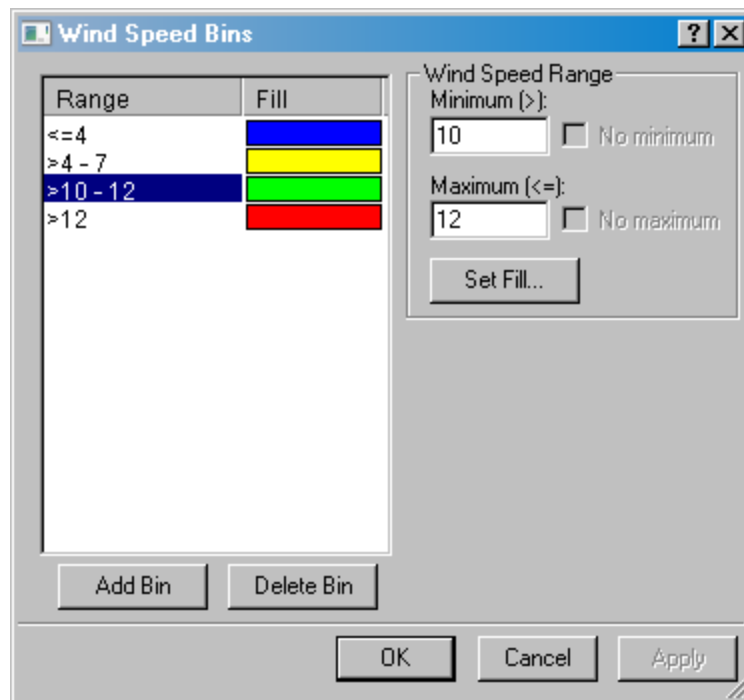 Wind Speed Bins
Range Fill
<=4
>4 - 7
>10 - 12
>12
Add Bin Delete Bin
Wind Speed Range
Minimum (>):
10 No minimum
Maximum (<=):
12 No maximum
Set Fill...
OK Cancel Apply